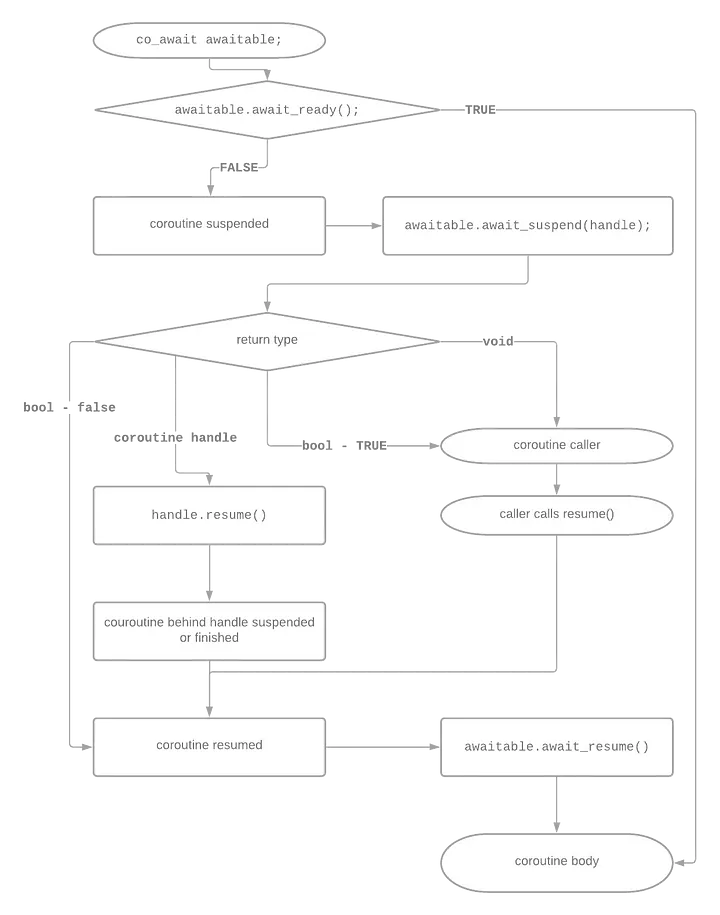 co_await awaitable;
awaitable.await_ready();
TRUE
FALSE
coroutine suspended
awaitable.await_suspend(handle);
return type
void
bool - false
coroutine handle
bool - TRUE
coroutine caller
handle.resume()
caller calls resume()
couroutine behind handle suspended
or finished
coroutine resumed
awaitable.await_resume()
coroutine body